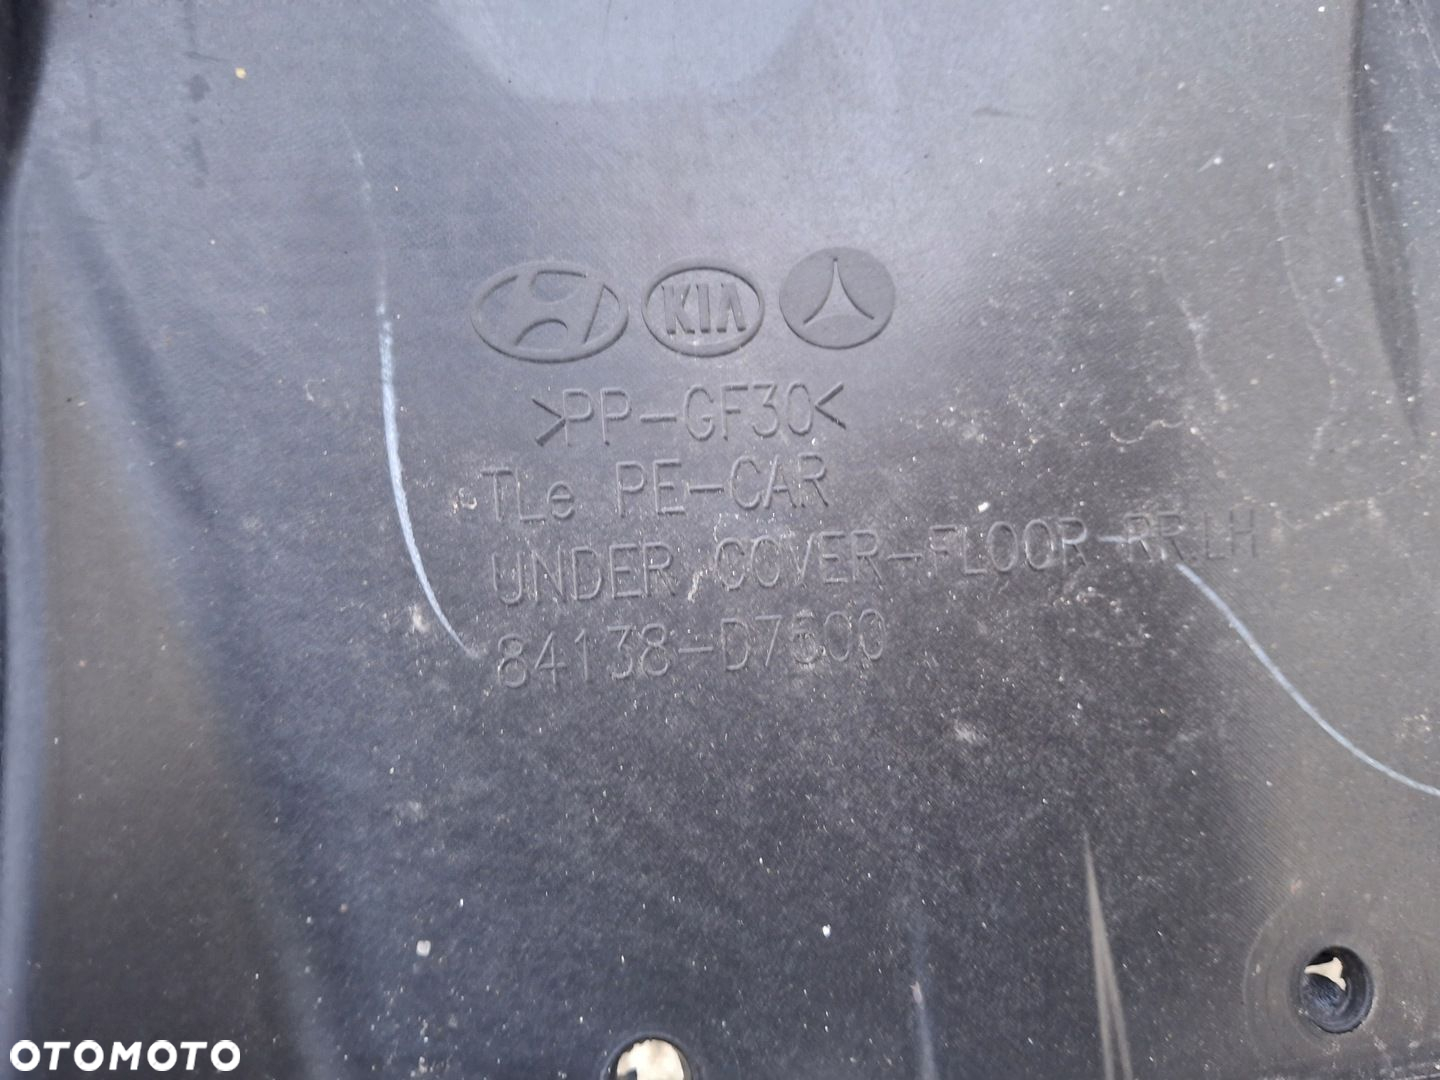 KIA
>PP-GF30<
TLe PE-CAR
UNDER COVER-FLOOR RR.LH
84138-D7500
OTOMOTO